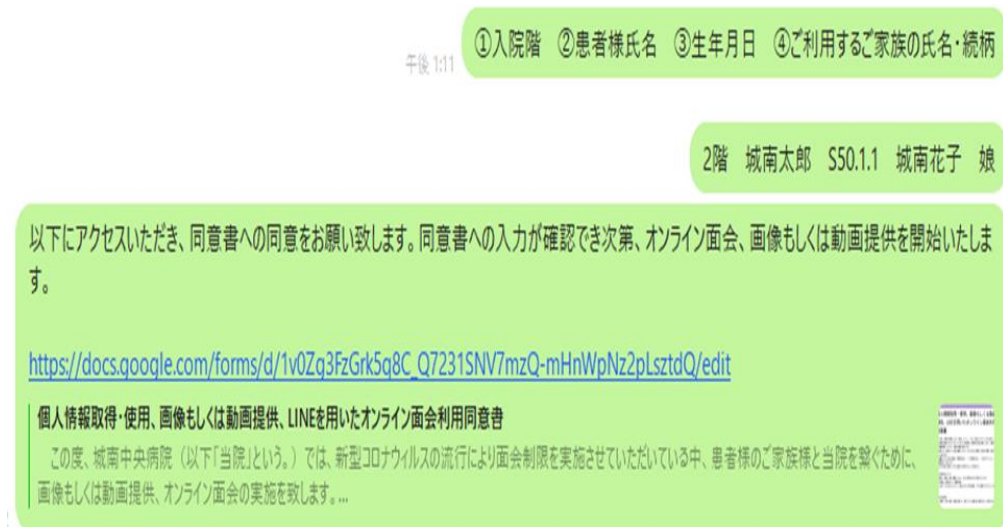 ①入院階　②患者様氏名　③生年月日　④ご利用するご家族の氏名・続柄
午後 1:11
2階　城南太郎　S50.1.1　城南花子　娘
以下にアクセスいただき、同意書への同意をお願い致します。同意書への入力が確認でき次第、オンライン面会、画像もしくは動画提供を開始いたしま
す。
https://docs.google.com/forms/d/1v0Zg3FzGrk5q8C_Q7231SNV7mzQ-mHnWpNz2pLsztdQ/edit
個人情報取得・使用、画像もしくは動画提供、LINEを用いたオンライン面会利用同意書
この度、城南中央病院（以下「当院」という。）では、新型コロナウィルスの流行により面会制限を実施させていただいている中、患者様のご家族様と当院を繋ぐために、
画像もしくは動画提供、オンライン面会の実施を致します。...